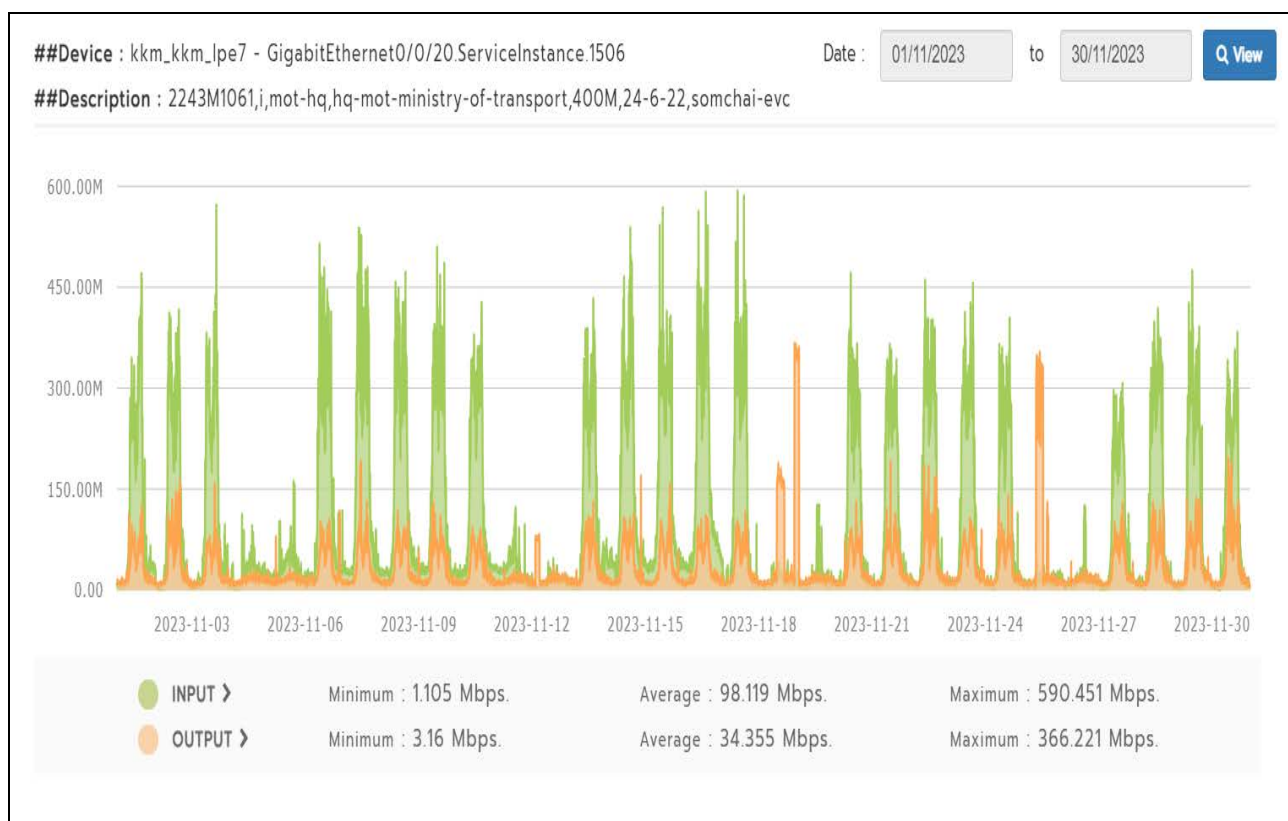 ##Device : kkm_kkm_lpe7 - GigabitEthernet0/0/20.ServiceInstance.1506 Date : 01/11/2023 to 30/11/2023 View
##Description : 2243M1061,i,mot-hq,hq-mot-ministry-of-transport,400M,24-6-22,somchai-evc
600.00M
450.00M
300.00M
150.00M
0.00
2023-11-03 2023-11-06 2023-11-09 2023-11-12 2023-11-15 2023-11-18 2023-11-21 2023-11-24 2023-11-27 2023-11-30
INPUT ❯ Minimum : 1.105 Mbps. Average : 98.119 Mbps. Maximum : 590.451 Mbps.
OUTPUT ❯ Minimum : 3.16 Mbps. Average : 34.355 Mbps. Maximum : 366.221 Mbps.